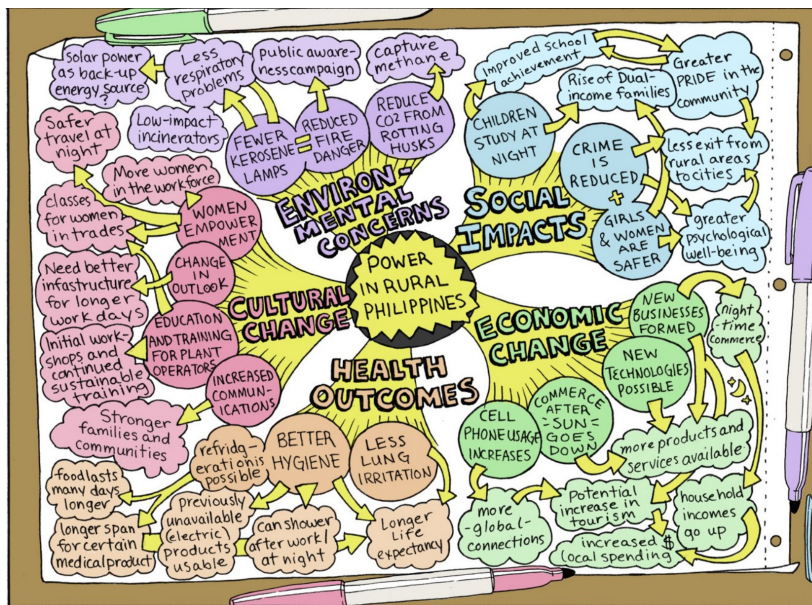 POWER
IN RURAL
PHILIPPINES
ENVIRON-
MENTAL
CONCERNS
FEWER
KEROSENE
LAMPS
=
REDUCED
FIRE
DANGER
REDUCE
CO2 FROM
ROTTING
HUSKS
Solar power
as back-up
energy source
?
Less
respiratory
problems
public aware-
ness campaign
capture
methane
Low-impact
incinerators
SOCIAL
IMPACTS
CHILDREN
STUDY AT
NIGHT
CRIME
IS
REDUCED
+
GIRLS
& WOMEN
ARE
SAFER
Improved school
achievement
Rise of Dual-
income families
Greater
PRIDE in the
community
Less exit from
rural areas
to cities
greater
psychological
well-being
CULTURAL
CHANGE
WOMEN
EMPOWER
MENT
CHANGE
IN
OUTLOOK
EDUCATION
AND TRAINING
FOR PLANT
OPERATORS
INCREASED
COMMUN-
ICATIONS
Safer
travel at
night
More women
in the workforce
classes
for women
in trades
Need better
infastructure
for longer
work days
Initial work-
shops and
continued
sustainable
training
Stronger
families and
communities
ECONOMIC
CHANGE
NEW
BUSINESSES
FORMED
NEW
TECHNOLOGIES
POSSIBLE
COMMERCE
AFTER
-SUN=
GOES
DOWN
CELL
PHONE USAGE
INCREASES
night
time
commerce
more products and
services available
more
-global-
connections
Potential
increase in
tourism
household
incomes
go up
increased $
local spending
HEALTH
OUTCOMES
BETTER
HYGIENE
LESS
LUNG
IRRITATION
refridg-
eration is
possible
food lasts
many days
longer
longer span
for certain
medical product
previously
unavailable
(electric)
products
usable
Can shower
after work/
at night
Longer
Life
expectancy